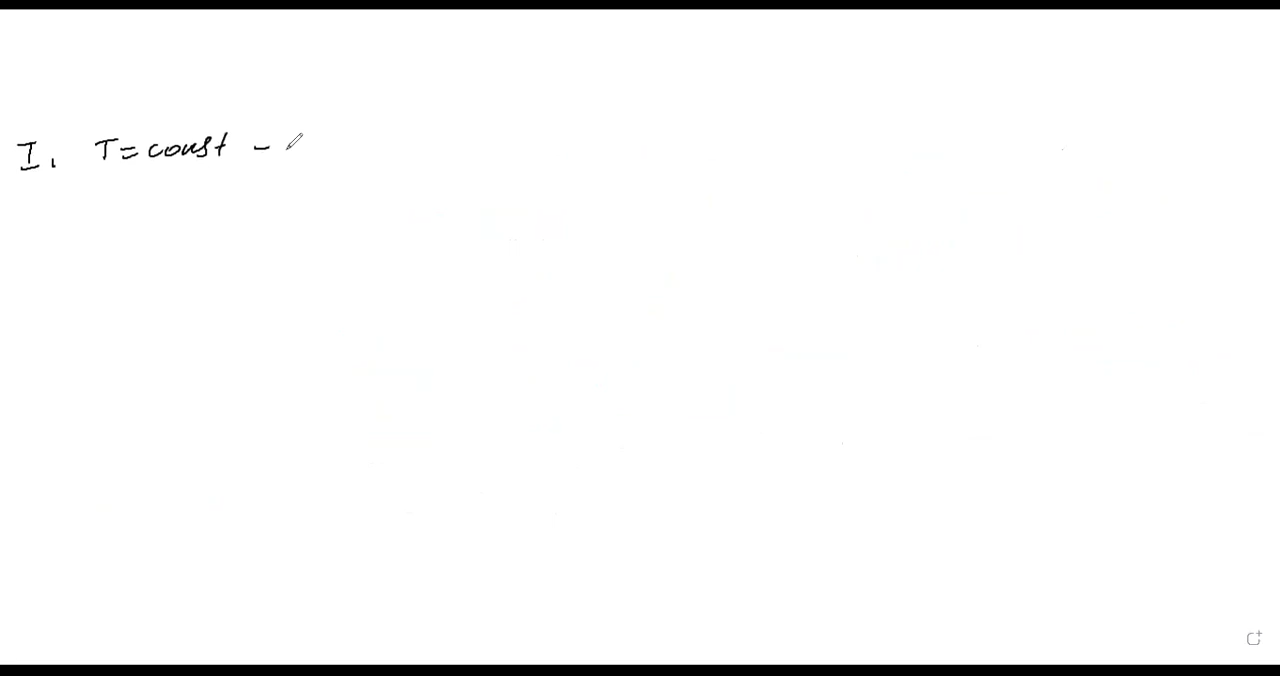 I. T = const -